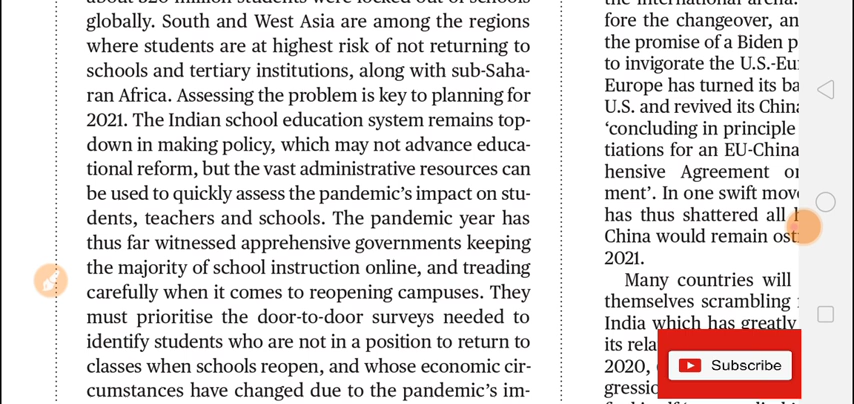 globally. South and West Asia are among the regions
where students are at highest risk of not returning to
schools and tertiary institutions, along with sub-Saha-
ran Africa. Assessing the problem is key to planning for
2021. The Indian school education system remains top-
down in making policy, which may not advance educa-
tional reform, but the vast administrative resources can
be used to quickly assess the pandemic's impact on stu-
dents, teachers and schools. The pandemic year has
thus far witnessed apprehensive governments keeping
the majority of school instruction online, and treading
carefully when it comes to reopening campuses. They
must prioritise the door-to-door surveys needed to
identify students who are not in a position to return to
classes when schools reopen, and whose economic cir-
cumstances have changed due to the pandemic's im-
fore the changeover, an
the promise of a Biden p
to invigorate the U.S.-Eu
Europe has turned its ba
U.S. and revived its China
‘concluding in principle
tiations for an EU-China
hensive Agreement o
ment’. In one swift mov
has thus shattered all
China would remain ost
2021.
Many countries will
themselves scrambling
India which has greatly
its rela
2020,
gressio
Subscribe